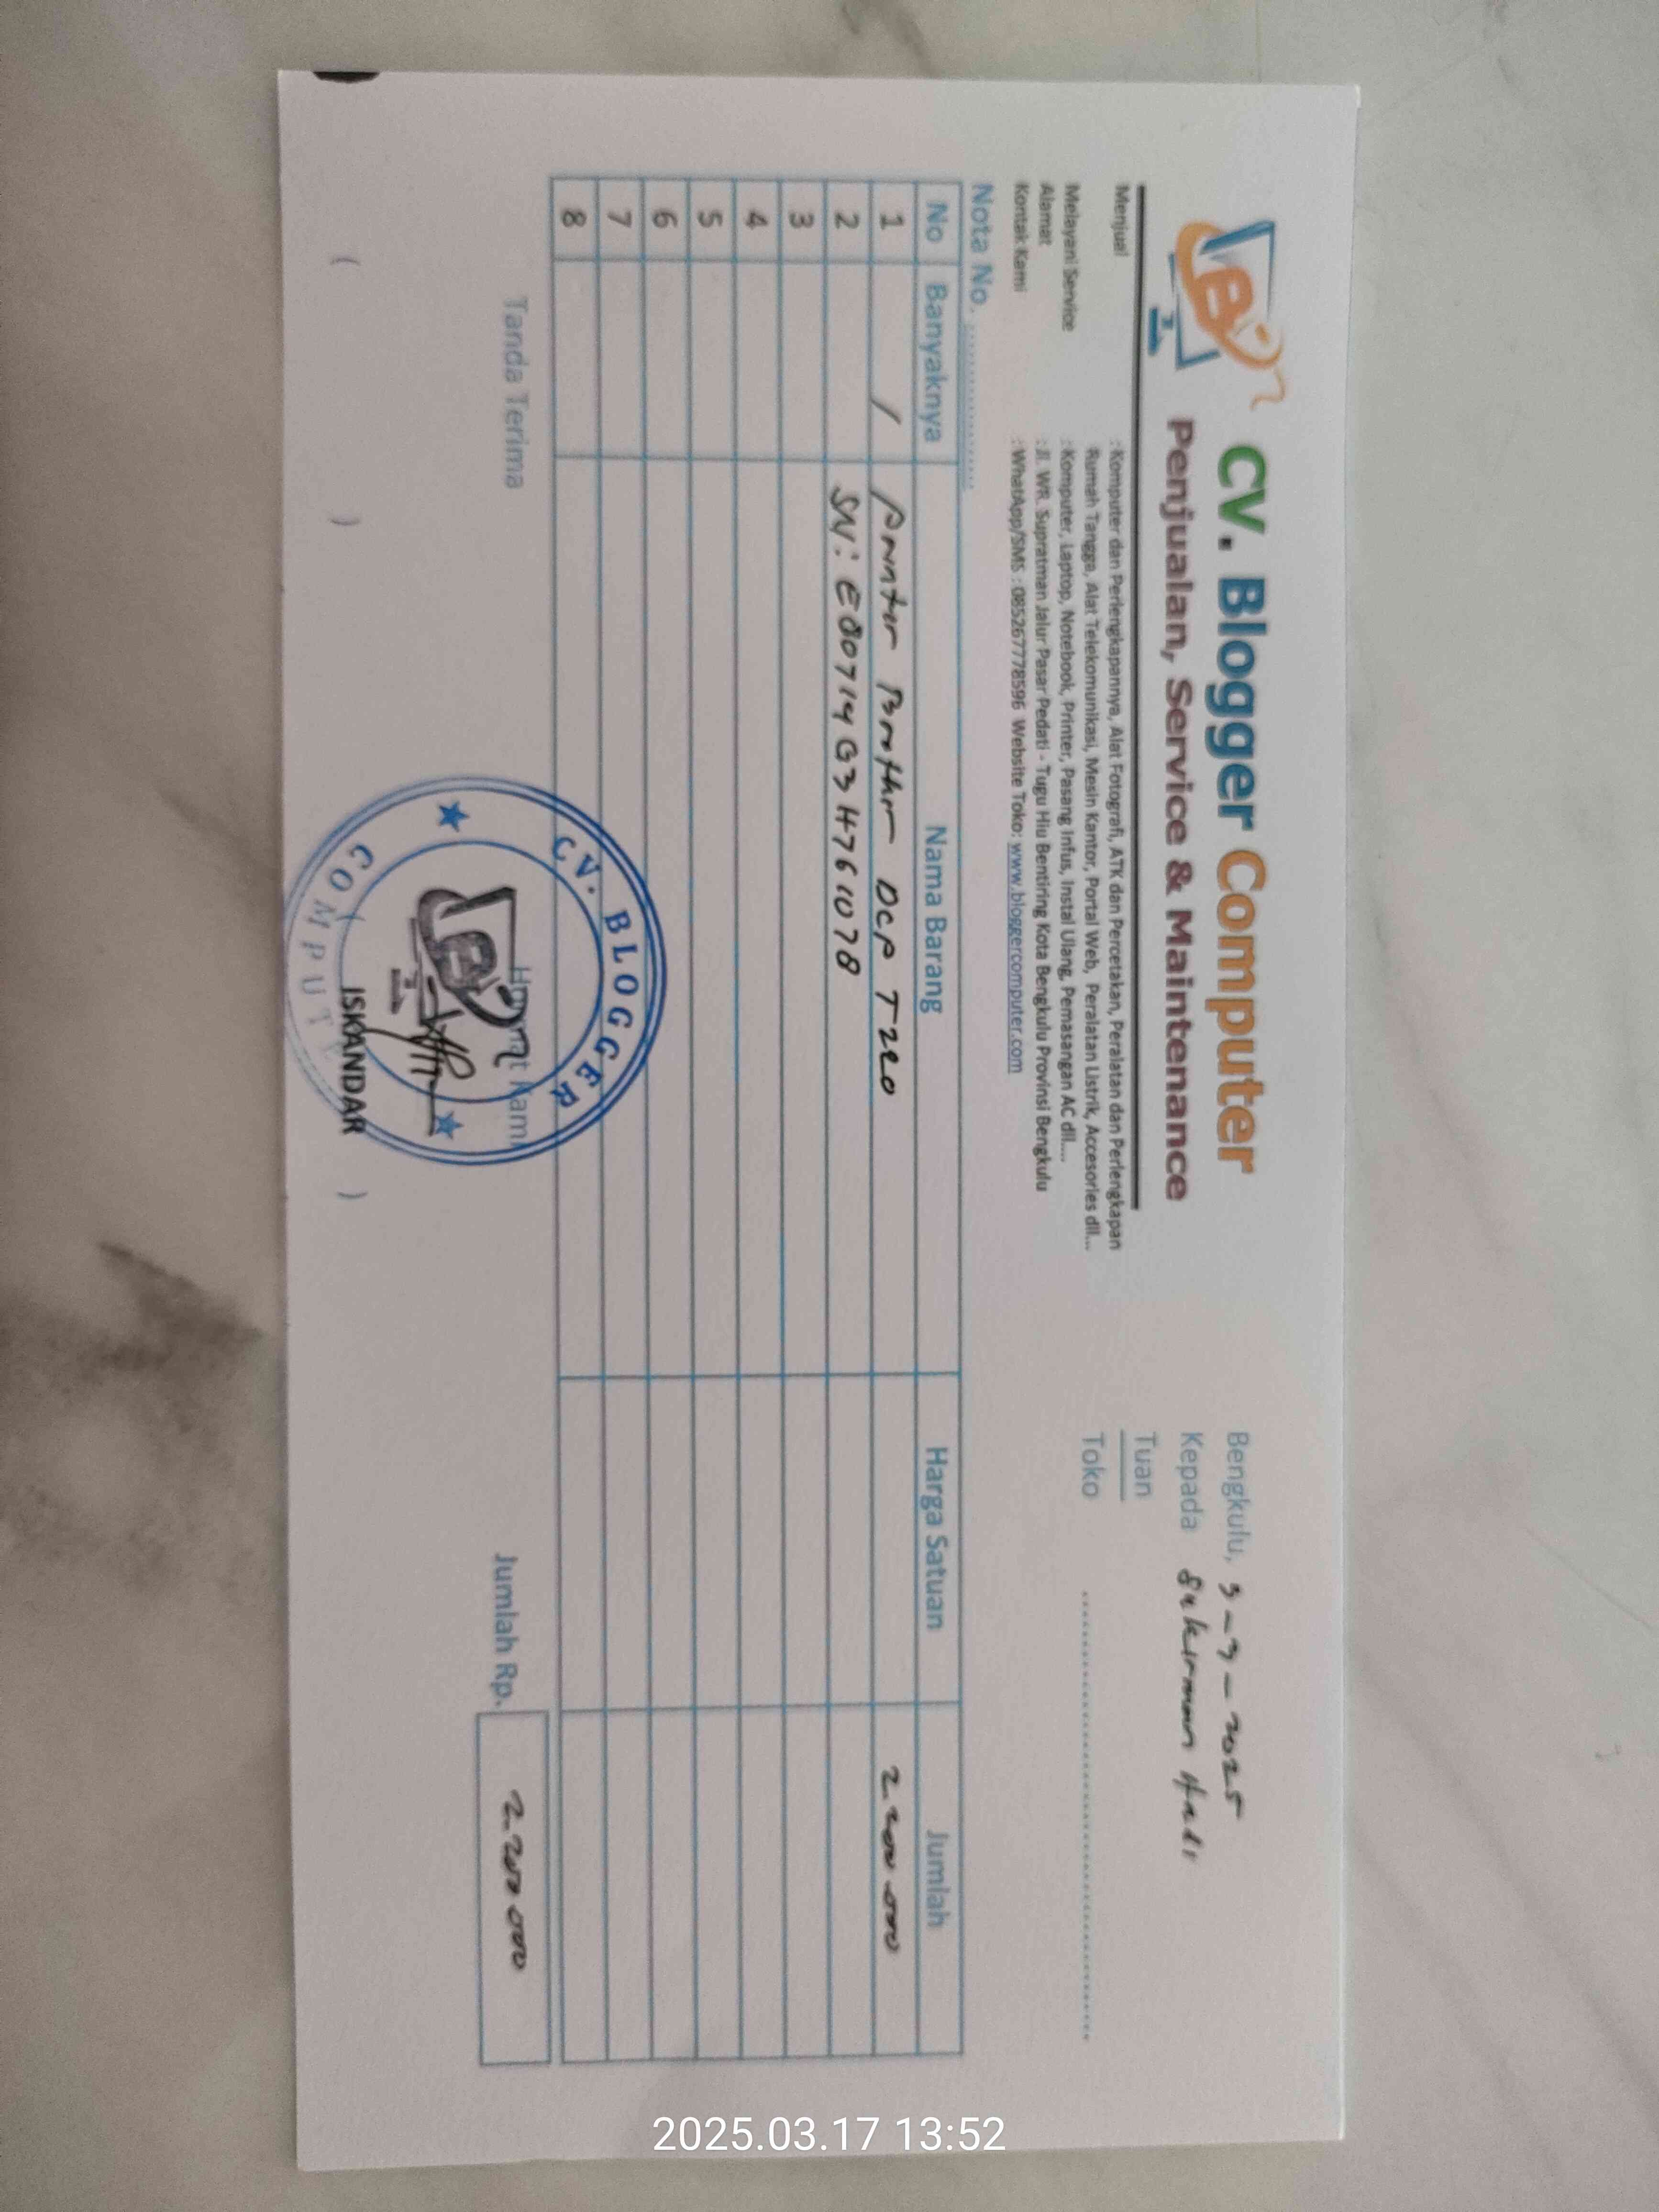 CV. Blogger Computer
Penjualan, Service & Maintenance
Menjual : Komputer dan Perlengkapannya, Alat Fotografi, ATK dan Percetakan, Peralatan dan Perlengkapan
Rumah Tangga, Alat Telekomunikasi, Mesin Kantor, Portal Web, Peralatan Listrik, Accesories dll...
Melayani Service : Komputer, Laptop, Notebook, Printer, Pasang Infus, Instal Ulang, Pemasangan AC dll....
Alamat : Jl. WR. Supratman Jalur Pasar Pedati - Tugu Hiu Bentiring Kota Bengkulu Provinsi Bengkulu
Kontak Kami : WhatApp/SMS : 085267778596 Website Toko: www.bloggercomputer.com
Bengkulu, 3-3-2025
Kepada Sukirman Hadi
Tuan
Toko ....................
Nota No. ....................
No Banyaknya Nama Barang Harga Satuan Jumlah
1 1 Printer Brother DCP T220 2.200.000
2 SN: E80719G3H761078
3
4
5
6
7
8
Tanda Terima Hormat Kami Jumlah Rp. 2.200.000
CV. BLOGGER
COMPUTE
( ) ( ISKANDAR )
2025.03.17 13:52